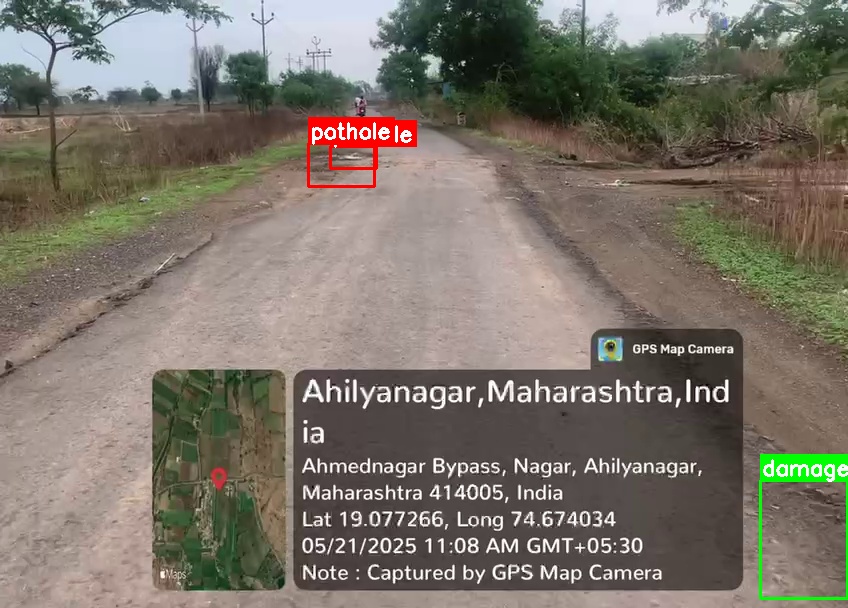 pothole le
GPS Map Camera
Ahilyanagar,Maharashtra,Ind
ia
Ahmednagar Bypass, Nagar, Ahilyanagar,
Maharashtra 414005, India
Lat 19.077266, Long 74.674034
05/21/2025 11:08 AM GMT+05:30
Note : Captured by GPS Map Camera
Maps
damage